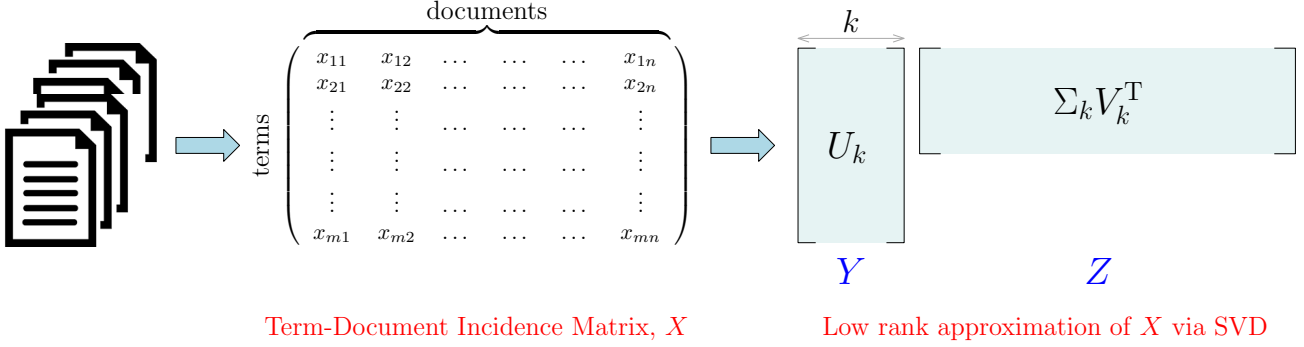 documents
terms
x₁₁ x₁₂ … … … x₁ₙ
x₂₁ x₂₂ … … … x₂ₙ
⋮ ⋮ … … … ⋮
⋮ ⋮ … … … ⋮
⋮ ⋮ … … … ⋮
xₘ₁ xₘ₂ … … … xₘₙ
k
Uₖ
ΣₖVₖᵀ
Y
Z
Term-Document Incidence Matrix, X
Low rank approximation of X via SVD